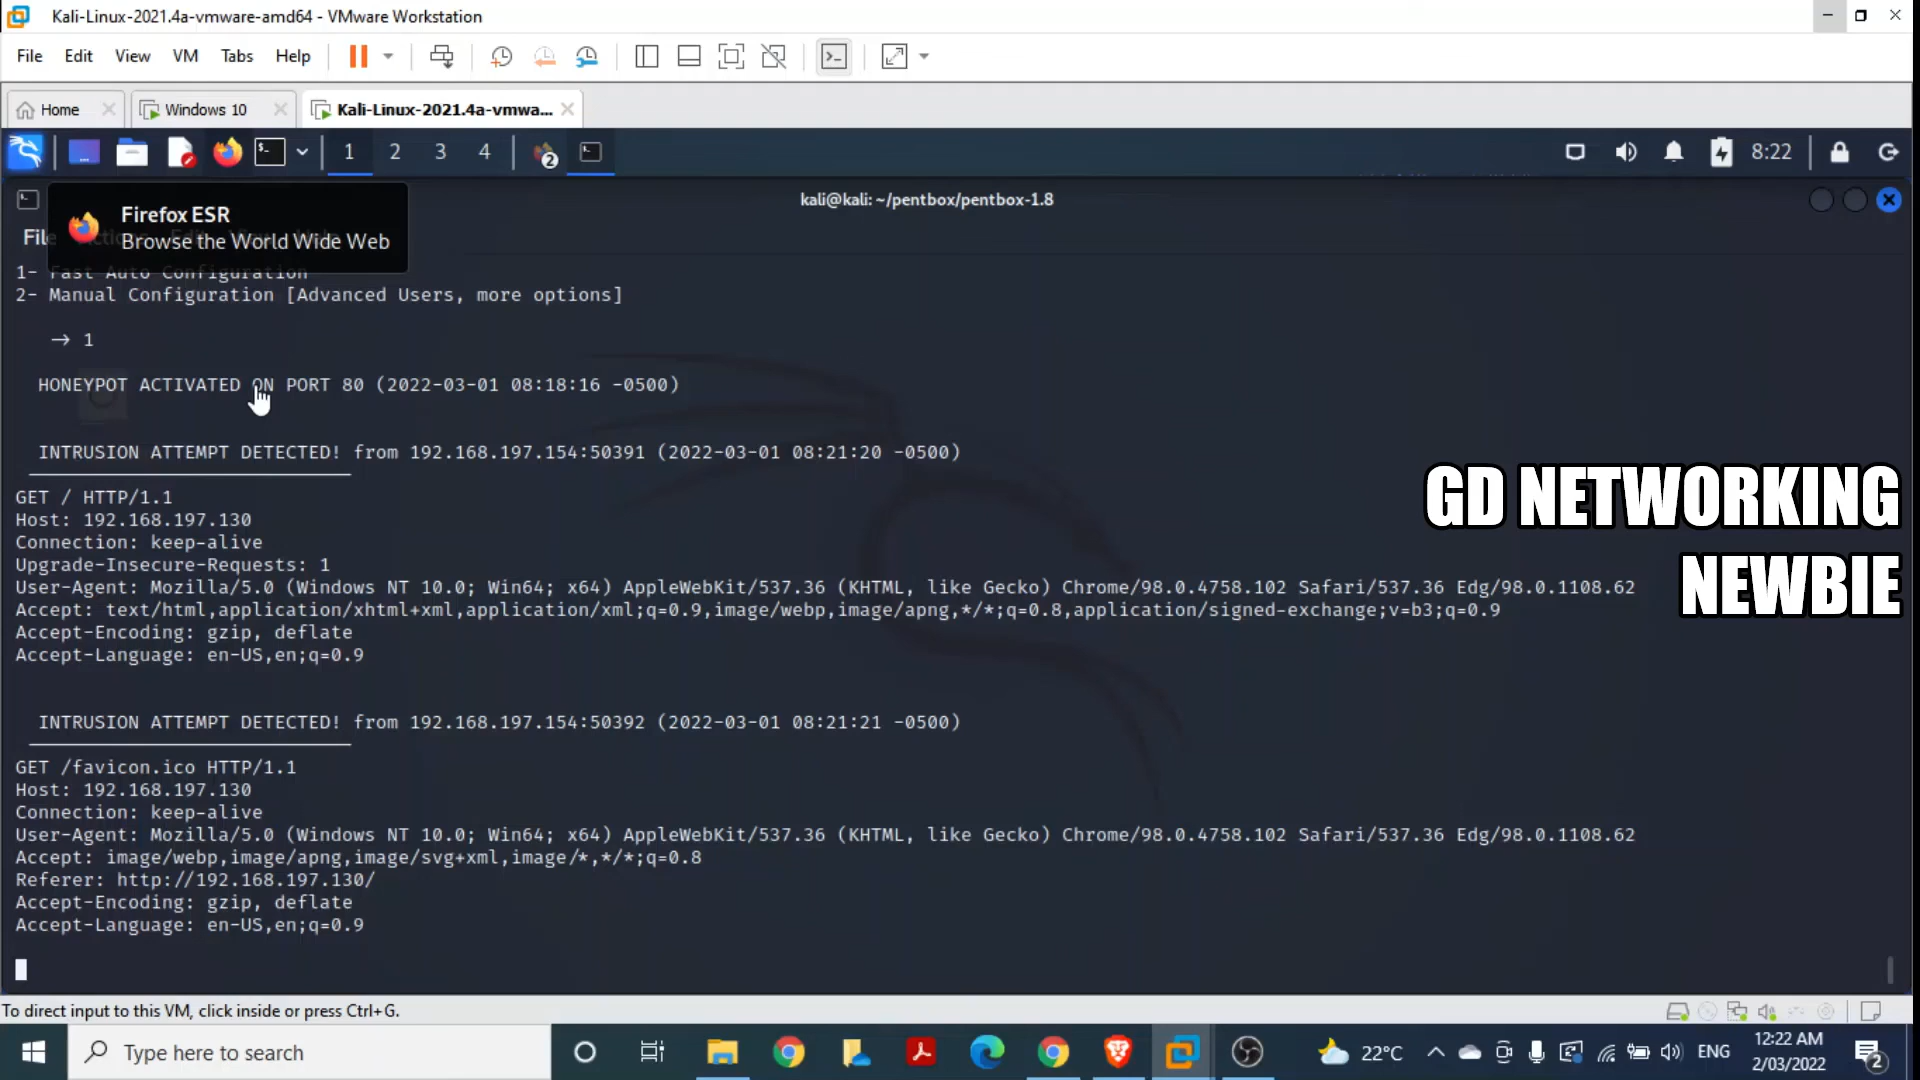 Kali-Linux-2021.4a-vmware-amd64 - VMware Workstation
File Edit View VM Tabs Help
Home Windows 10 Kali-Linux-2021.4a-vmwa...
1 2 3 4 2 8:22
kali@kali: ~/pentbox/pentbox-1.8
Firefox ESR
Browse the World Wide Web
File Actions Edit View Help
1- Fast Auto Configuration
2- Manual Configuration [Advanced Users, more options]
→ 1
HONEYPOT ACTIVATED ON PORT 80 (2022-03-01 08:18:16 -0500)
INTRUSION ATTEMPT DETECTED! from 192.168.197.154:50391 (2022-03-01 08:21:20 -0500)
GET / HTTP/1.1
Host: 192.168.197.130
Connection: keep-alive
Upgrade-Insecure-Requests: 1
User-Agent: Mozilla/5.0 (Windows NT 10.0; Win64; x64) AppleWebKit/537.36 (KHTML, like Gecko) Chrome/98.0.4758.102 Safari/537.36 Edg/98.0.1108.62
Accept: text/html,application/xhtml+xml,application/xml;q=0.9,image/webp,image/apng,*/*;q=0.8,application/signed-exchange;v=b3;q=0.9
Accept-Encoding: gzip, deflate
Accept-Language: en-US,en;q=0.9
GD NETWORKING
NEWBIE
INTRUSION ATTEMPT DETECTED! from 192.168.197.154:50392 (2022-03-01 08:21:21 -0500)
GET /favicon.ico HTTP/1.1
Host: 192.168.197.130
Connection: keep-alive
User-Agent: Mozilla/5.0 (Windows NT 10.0; Win64; x64) AppleWebKit/537.36 (KHTML, like Gecko) Chrome/98.0.4758.102 Safari/537.36 Edg/98.0.1108.62
Accept: image/webp,image/apng,image/svg+xml,image/*,*/*;q=0.8
Referer: http://192.168.197.130/
Accept-Encoding: gzip, deflate
Accept-Language: en-US,en;q=0.9
To direct input to this VM, click inside or press Ctrl+G.
Type here to search
22°C
ENG
12:22 AM
2/03/2022
2